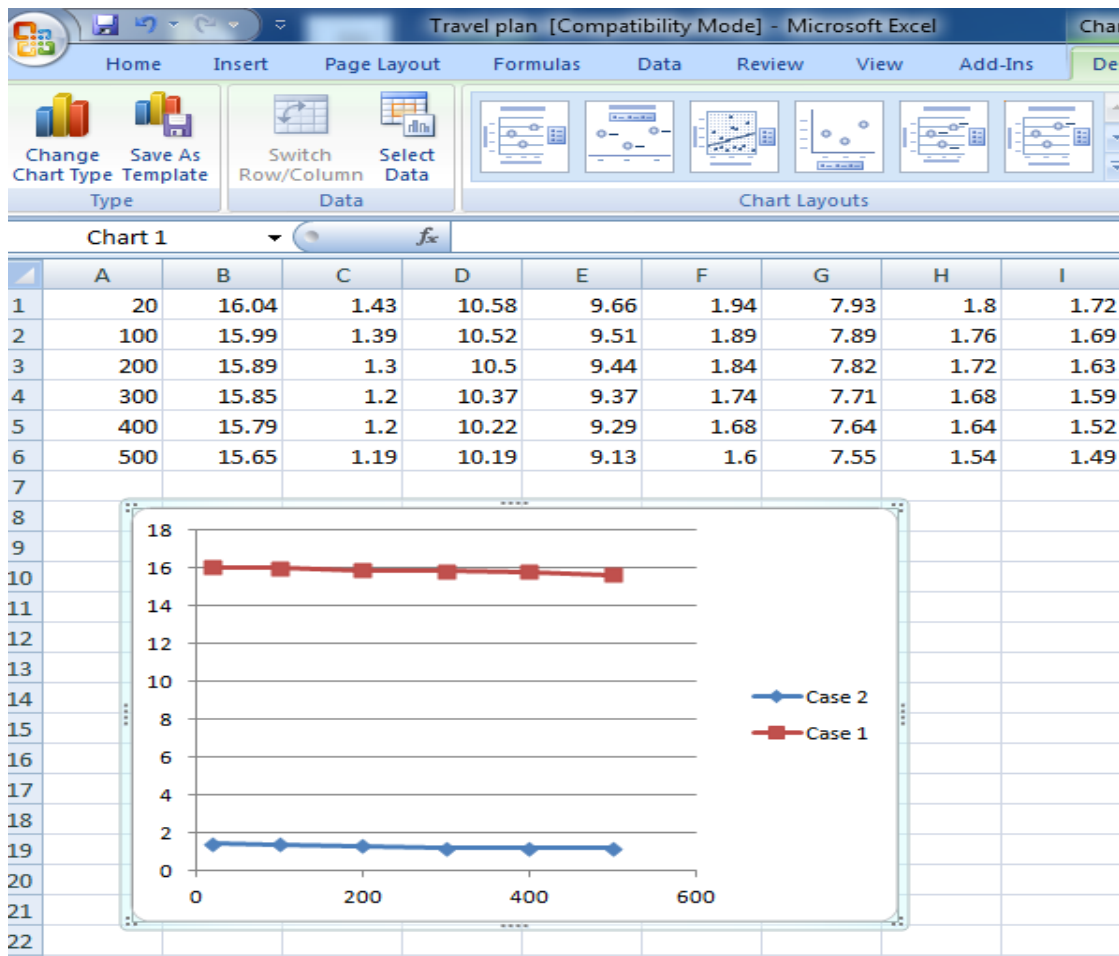 Travel plan [Compatibility Mode] - Microsoft Excel Char
Home Insert Page Layout Formulas Data Review View Add-Ins De
Change Chart Type Save As Template Switch Row/Column Select Data
Type Data Chart Layouts
Chart 1 fx
A B C D E F G H I
1 20 16.04 1.43 10.58 9.66 1.94 7.93 1.8 1.72
2 100 15.99 1.39 10.52 9.51 1.89 7.89 1.76 1.69
3 200 15.89 1.3 10.5 9.44 1.84 7.82 1.72 1.63
4 300 15.85 1.2 10.37 9.37 1.74 7.71 1.68 1.59
5 400 15.79 1.2 10.22 9.29 1.68 7.64 1.64 1.52
6 500 15.65 1.19 10.19 9.13 1.6 7.55 1.54 1.49
7
8
9
10
11
12
13
14
15
16
17
18
19
20
21
22
18
16
14
12
10
8
6
4
2
0
0 200 400 600
Case 2
Case 1